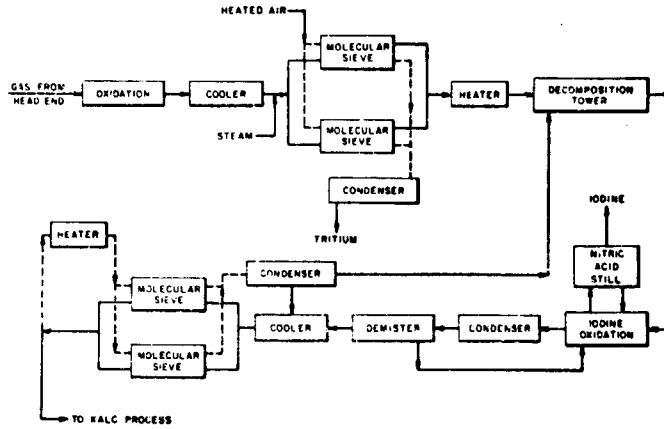 HEATED AIR
MOLECULAR
SIEVE
GAS FROM
HEAD END
OXIDATION
COOLER
HEATER
DECOMPOSITION
TOWER
STEAM
MOLECULAR
SIEVE
CONDENSER
TRITIUM
IODINE
HEATER
NITRIC
ACID
STILL
CONDENSER
MOLECULAR
SIEVE
COOLER
DEMISTER
CONDENSER
IODINE
OXIDATION
MOLECULAR
SIEVE
TO KALC PROCESS